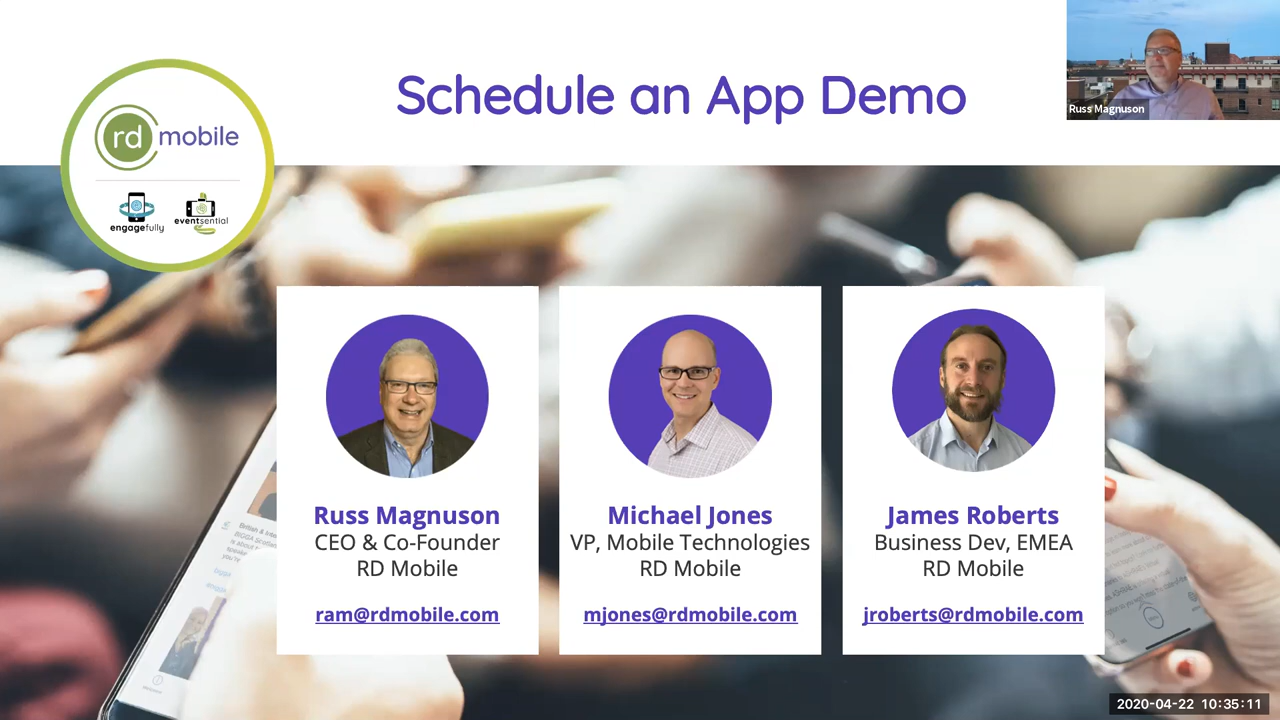 Schedule an App Demo
Russ Magnuson
rd mobile
engagefully
eventsential
Russ Magnuson
CEO & Co-Founder
RD Mobile
ram@rdmobile.com
Michael Jones
VP, Mobile Technologies
RD Mobile
mjones@rdmobile.com
James Roberts
Business Dev, EMEA
RD Mobile
jroberts@rdmobile.com
2020-04-22 10:35:11